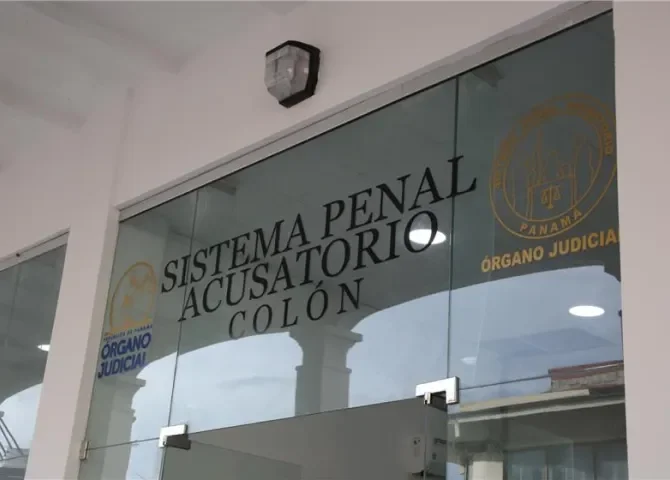 SISTEMA PENAL
ACUSATORIO
COLÓN
PANAMÁ
ÓRGANO JUDICIAL
ÓRGANO
JUDICIAL